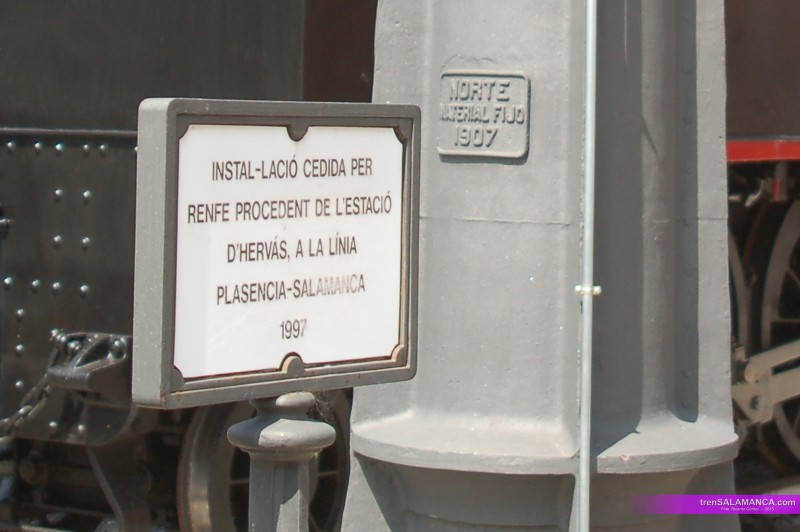 NORTE
MATERIAL FIJO
1907
INSTAL-LACIÓ CEDIDA PER
RENFE PROCEDENT DE L'ESTACIÓ
D'HERVÁS, A LA LÍNIA
PLASENCIA-SALAMANCA
1997
trenSALAMANCA.com